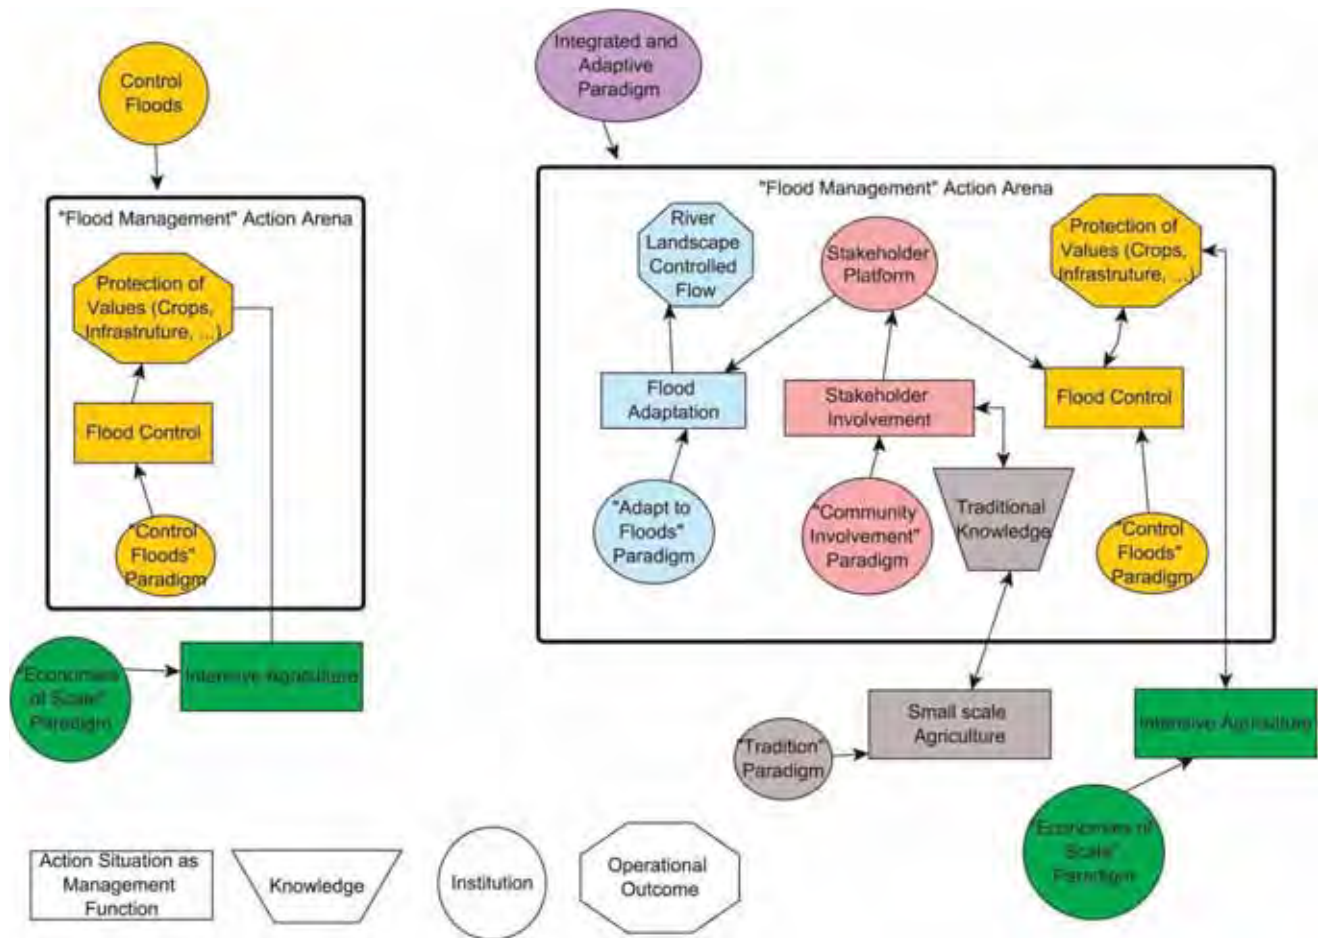 Control
Floods
"Flood Management" Action Arena
Protection of
Values (Crops,
Infrastruture, ...)
Flood Control
"Control
Floods"
Paradigm
"Economies
of Scale"
Paradigm
Intensive Agriculture
Integrated and
Adaptive
Paradigm
"Flood Management" Action Arena
River
Landscape
Controlled
Flow
Stakeholder
Platform
Protection of
Values (Crops,
Infrastruture, ...)
Flood
Adaptation
Stakeholder
Involvement
Flood Control
"Adapt to
Floods"
Paradigm
"Community
Involvement"
Paradigm
Traditional
Knowledge
"Control
Floods"
Paradigm
Small scale
Agriculture
"Tradition"
Paradigm
Intensive Agriculture
"Economies of
Scale"
Paradigm
Action Situation as
Management
Function
Knowledge
Institution
Operational
Outcome